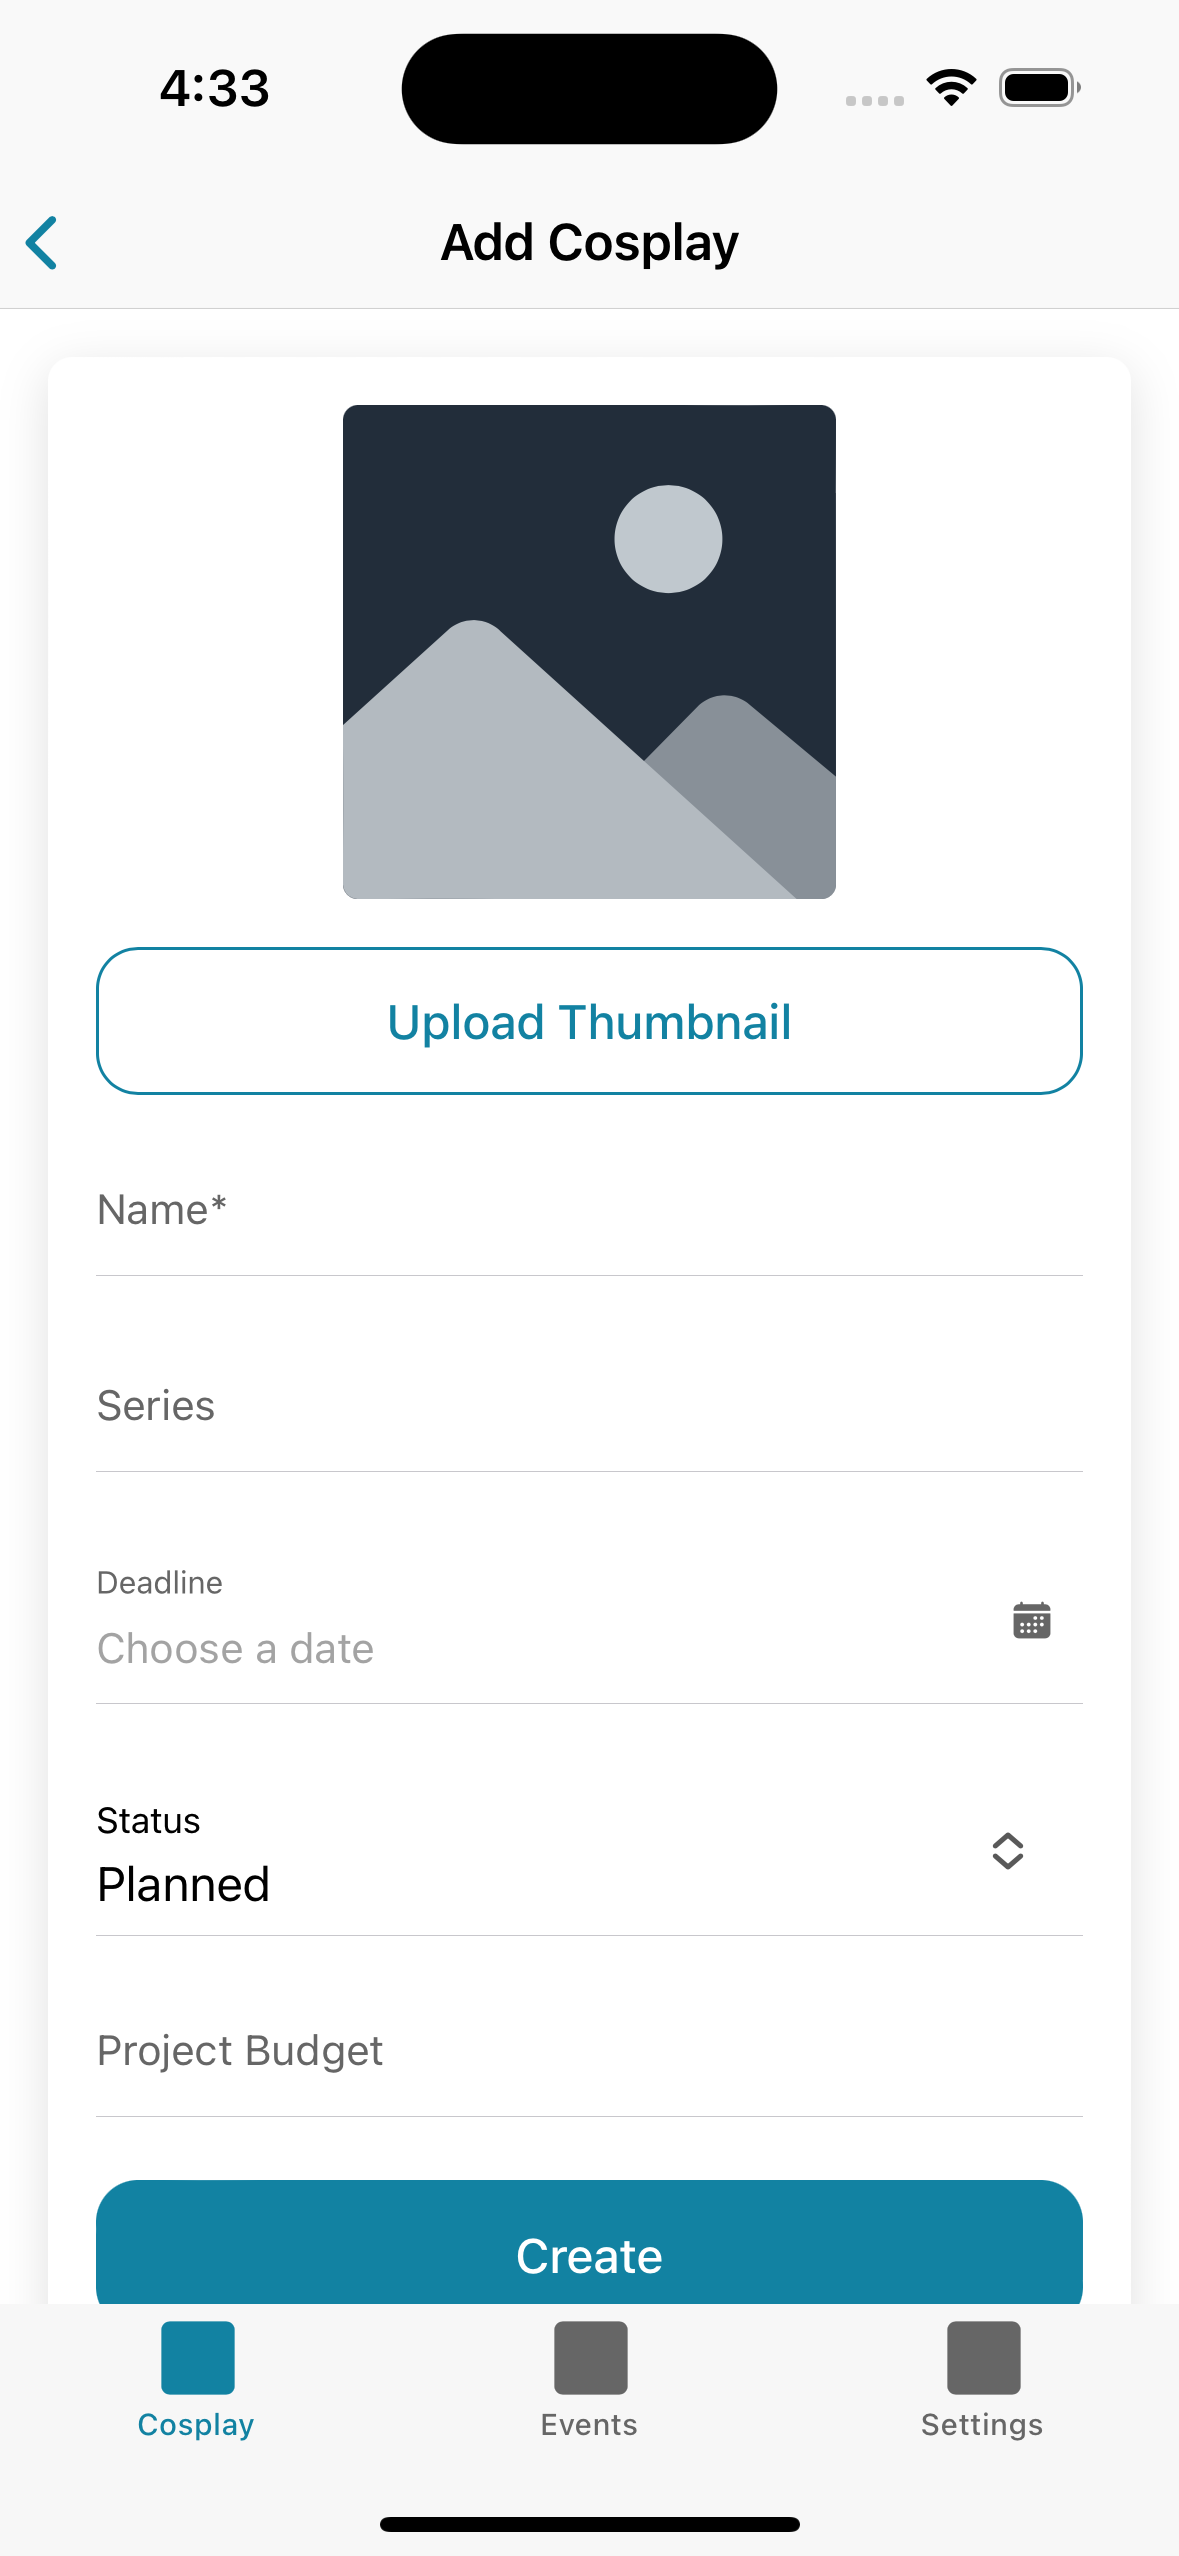 4:33
Add Cosplay
Upload Thumbnail
Name*
Series
Deadline
Choose a date
Status
Planned
Project Budget
Create
Cosplay
Events
Settings